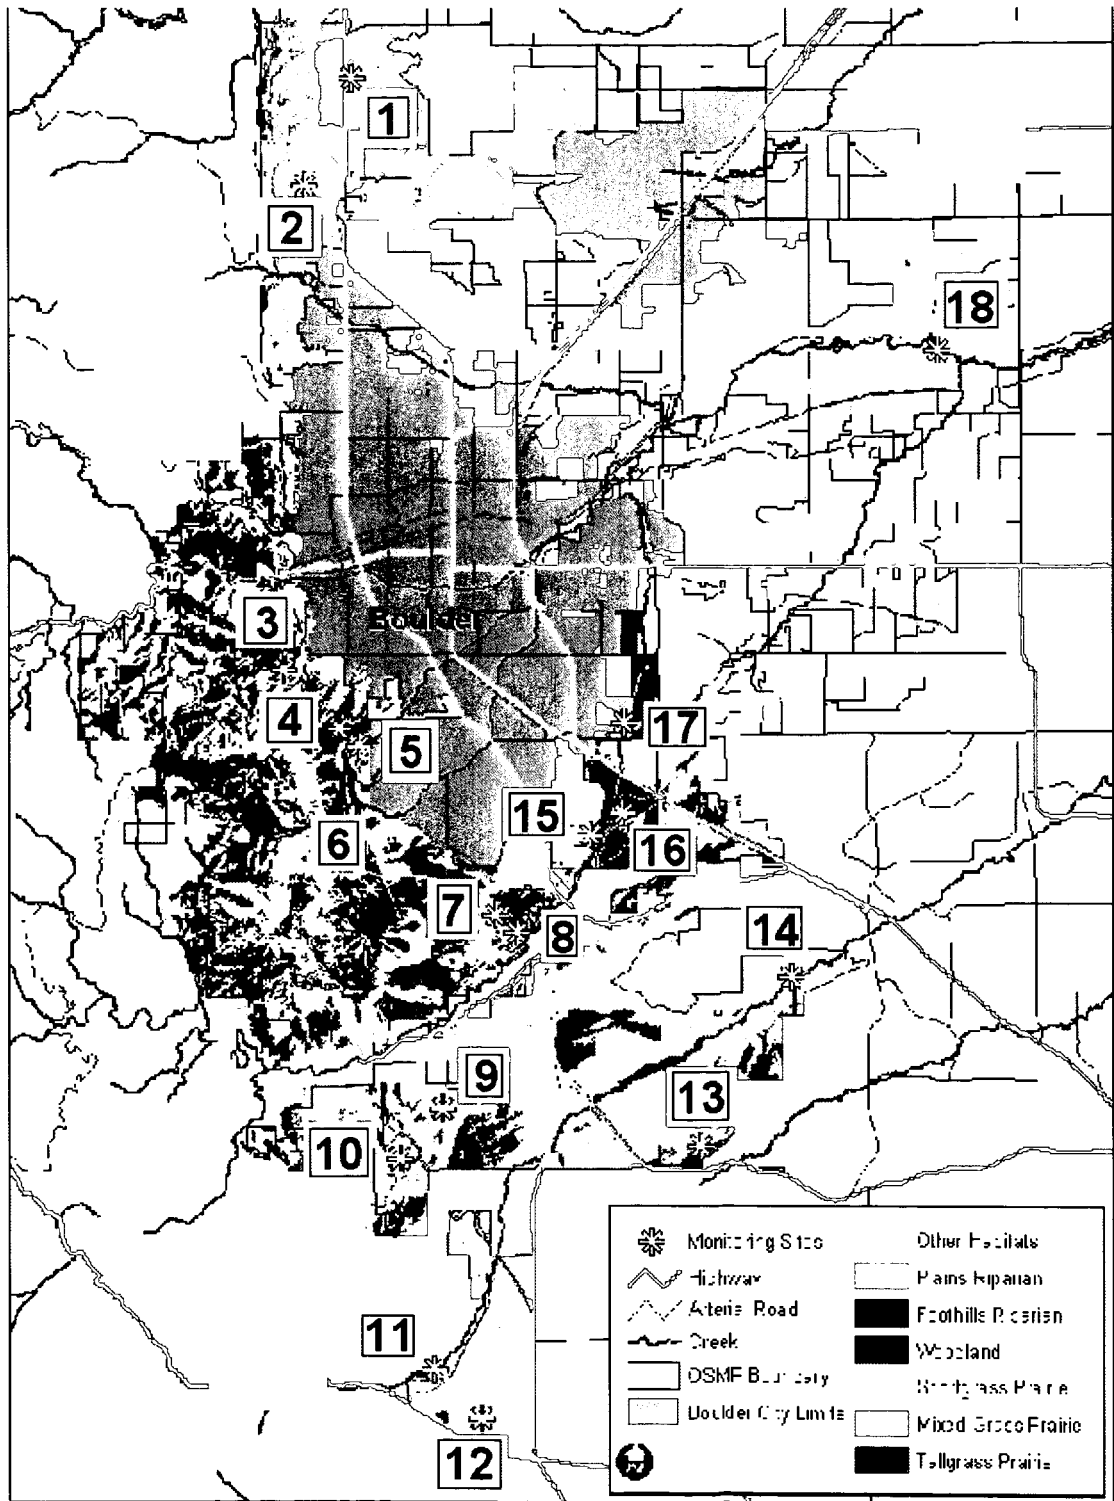 1
2
18
3
Boulder
4
5
17
15
6
16
7
8
14
9
13
10
11
12
Monitoring Sites
Highway
Arterial Road
Creek
OSMP Boundary
Boulder City Limits
Other Habitats
Plains Riparian
Foothills Riparian
Woodland
Shortgrass Prairie
Mixed Grass Prairie
Tallgrass Prairie